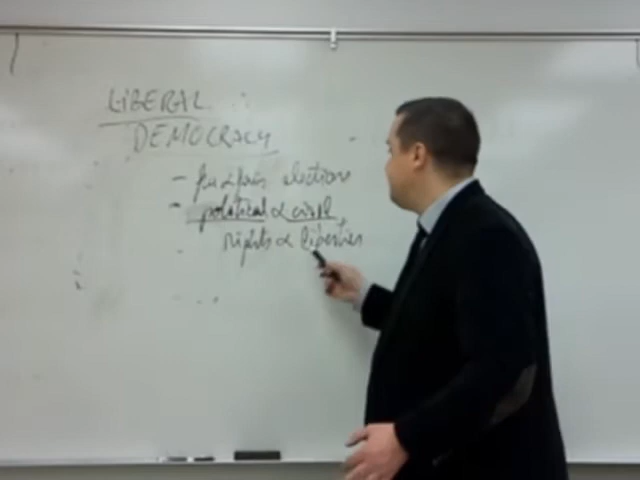 LIBERAL
DEMOCRACY
- free & fair elections
- political & civil
rights & liberties